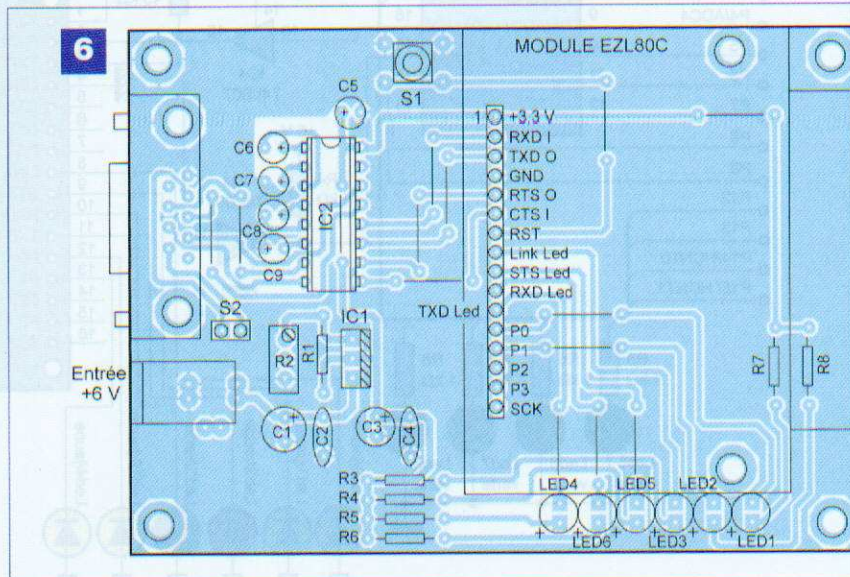 6
MODULE EZL80C
S1
C5
C6
C7
C8
C9
IC2
1
+3.3 V
RXD I
TXD O
GND
RTS O
CTS I
RST
Link Led
STS Led
RXD Led
TXD Led
P0
P1
P2
P3
SCK
S2
IC1
R2
R1
R7
R8
Entrée
+6 V
C1
C2
C3
C4
R3
R4
R5
R6
LED4
LED5
LED2
LED6
LED3
LED1